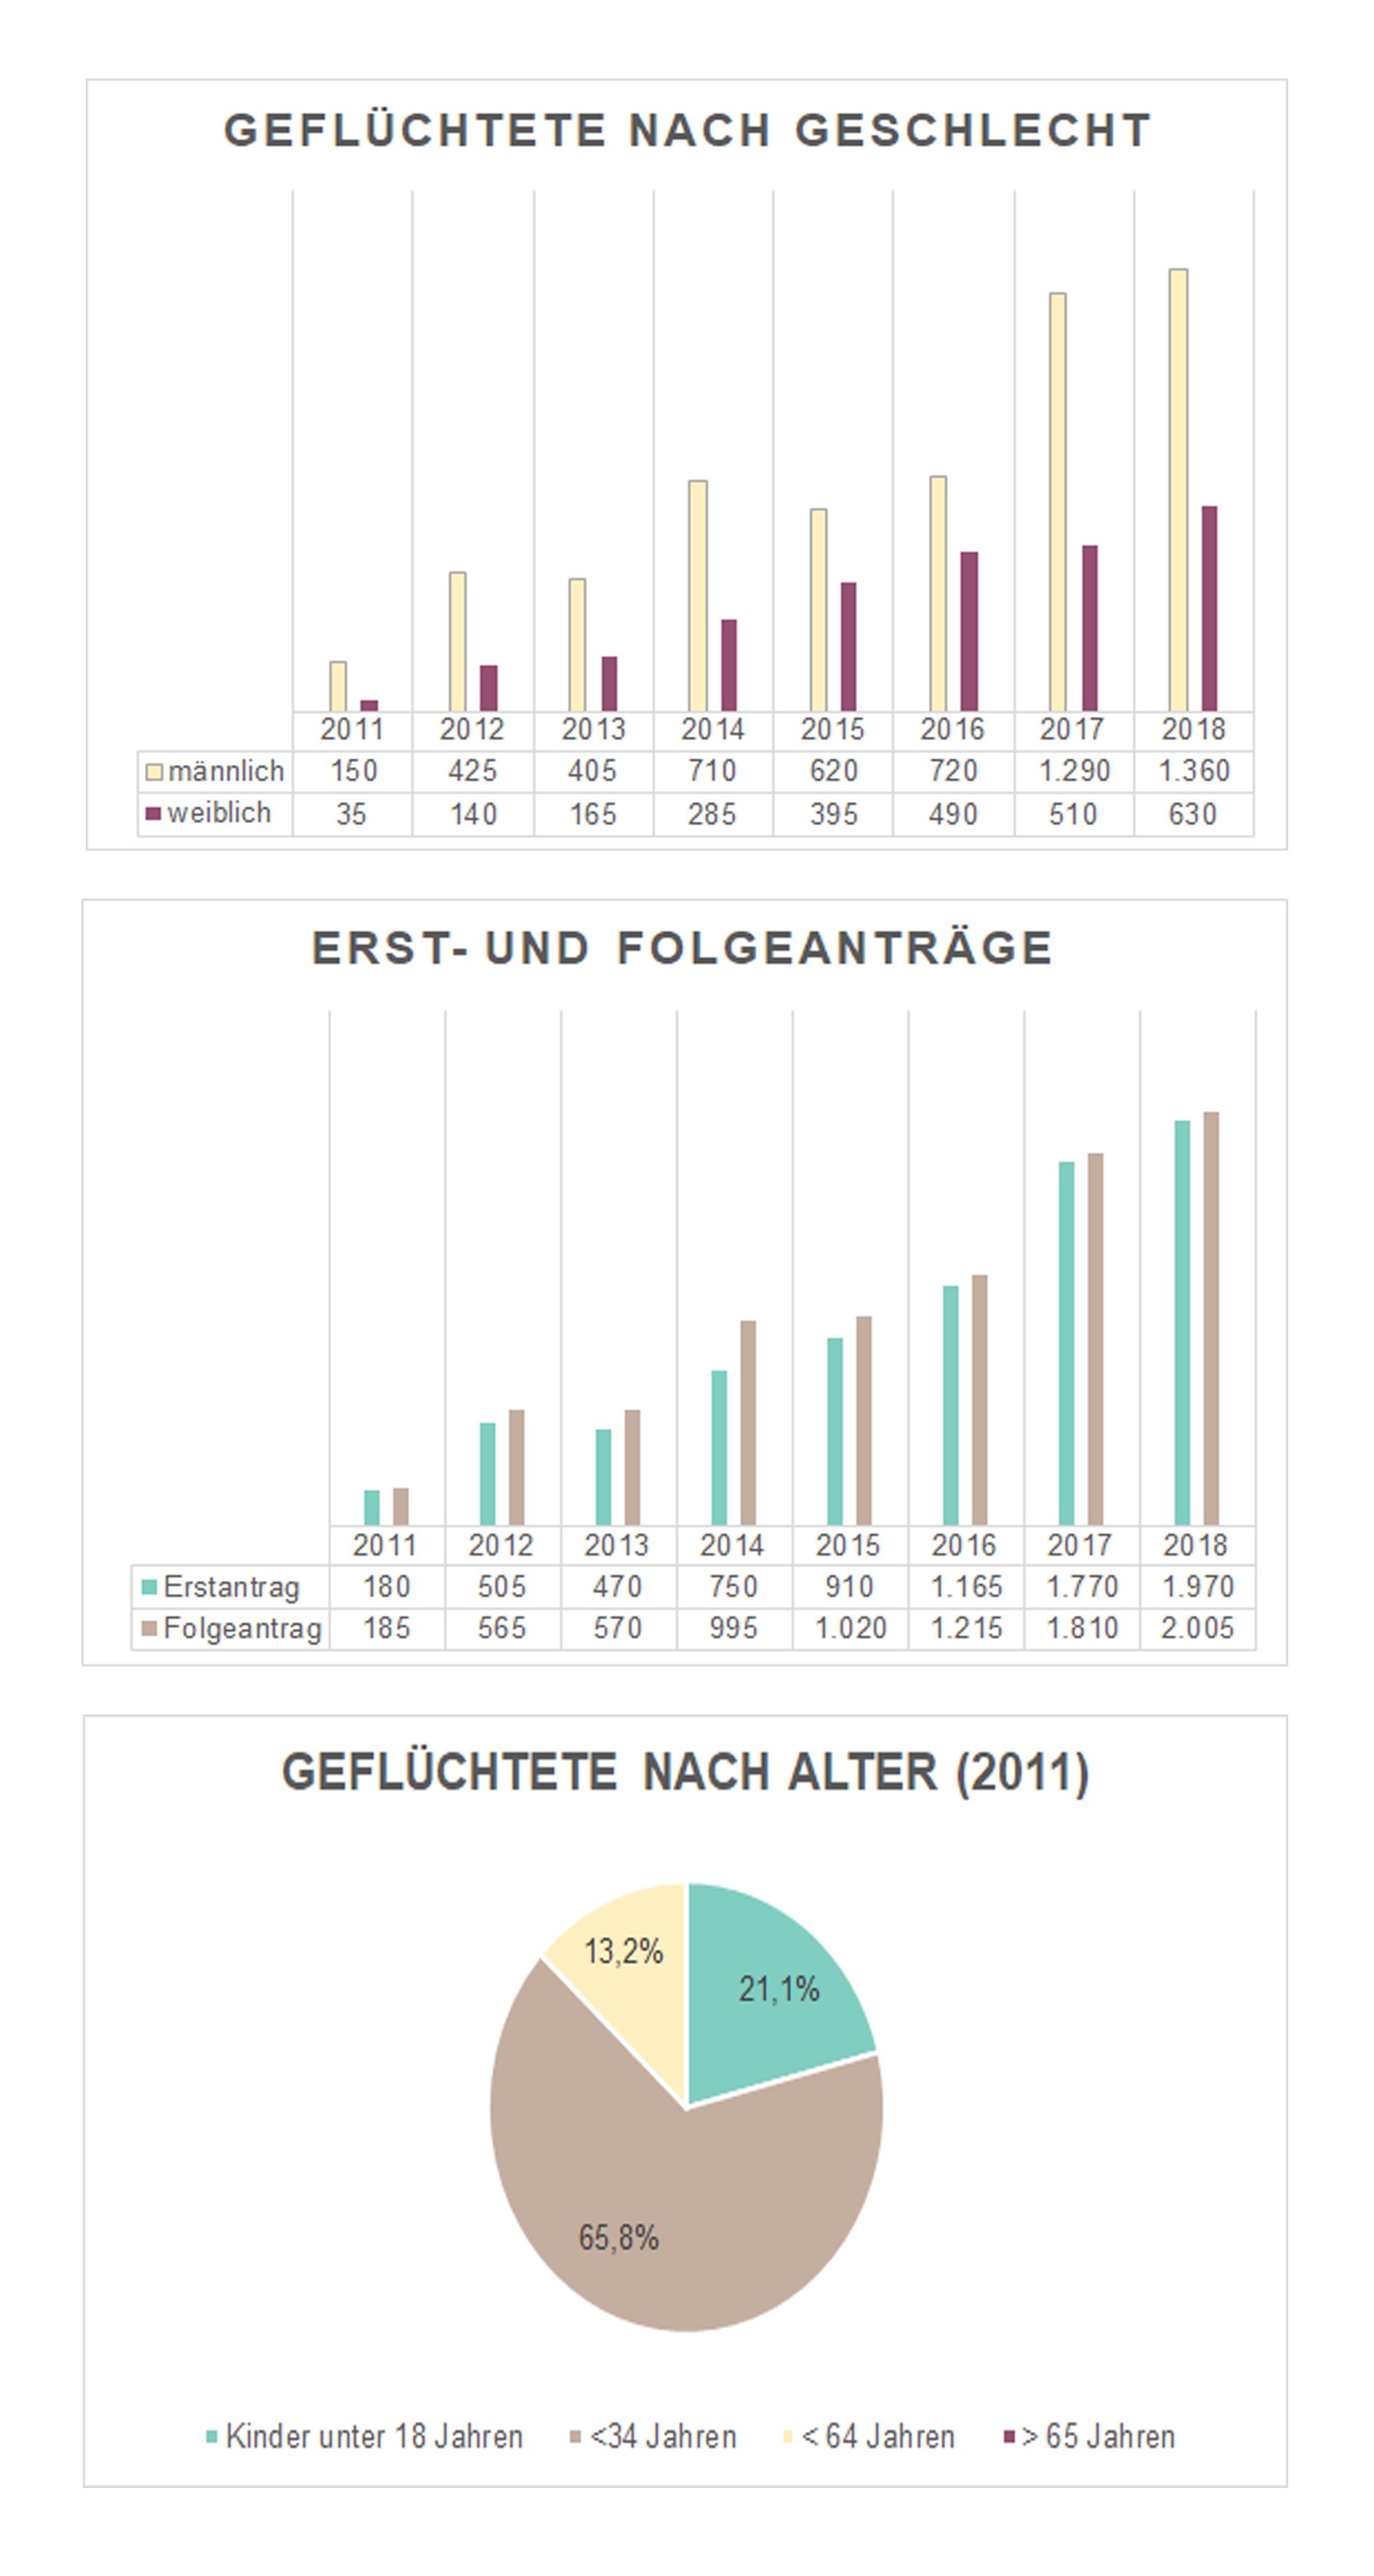 GEFLÜCHTETE NACH GESCHLECHT
2011 2012 2013 2014 2015 2016 2017 2018
männlich 150 425 405 710 620 720 1.290 1.360
weiblich 35 140 165 285 395 490 510 630
ERST- UND FOLGEANTRÄGE
2011 2012 2013 2014 2015 2016 2017 2018
Erstantrag 180 505 470 750 910 1.165 1.770 1.970
Folgeantrag 185 565 570 995 1.020 1.215 1.810 2.005
GEFLÜCHTETE NACH ALTER (2011)
13,2%
21,1%
65,8%
Kinder unter 18 Jahren <34 Jahren < 64 Jahren > 65 Jahren